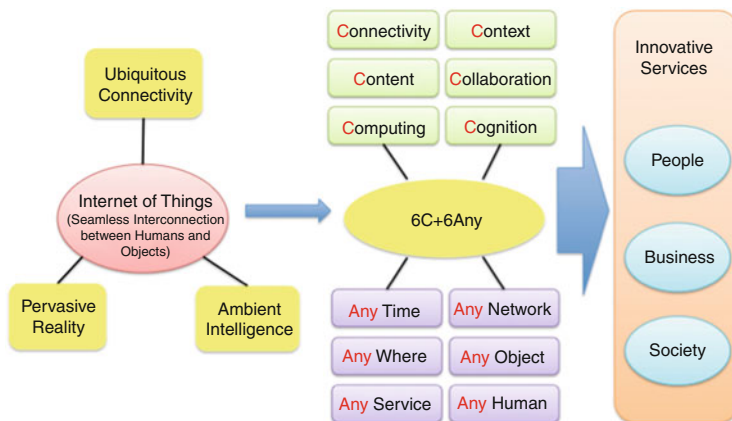 Ubiquitous
Connectivity
Internet of Things
(Seamless Interconnection
between Humans and
Objects)
Pervasive
Reality
Ambient
Intelligence
Connectivity
Context
Content
Collaboration
Computing
Cognition
6C+6Any
Any Time
Any Network
Any Where
Any Object
Any Service
Any Human
Innovative
Services
People
Business
Society